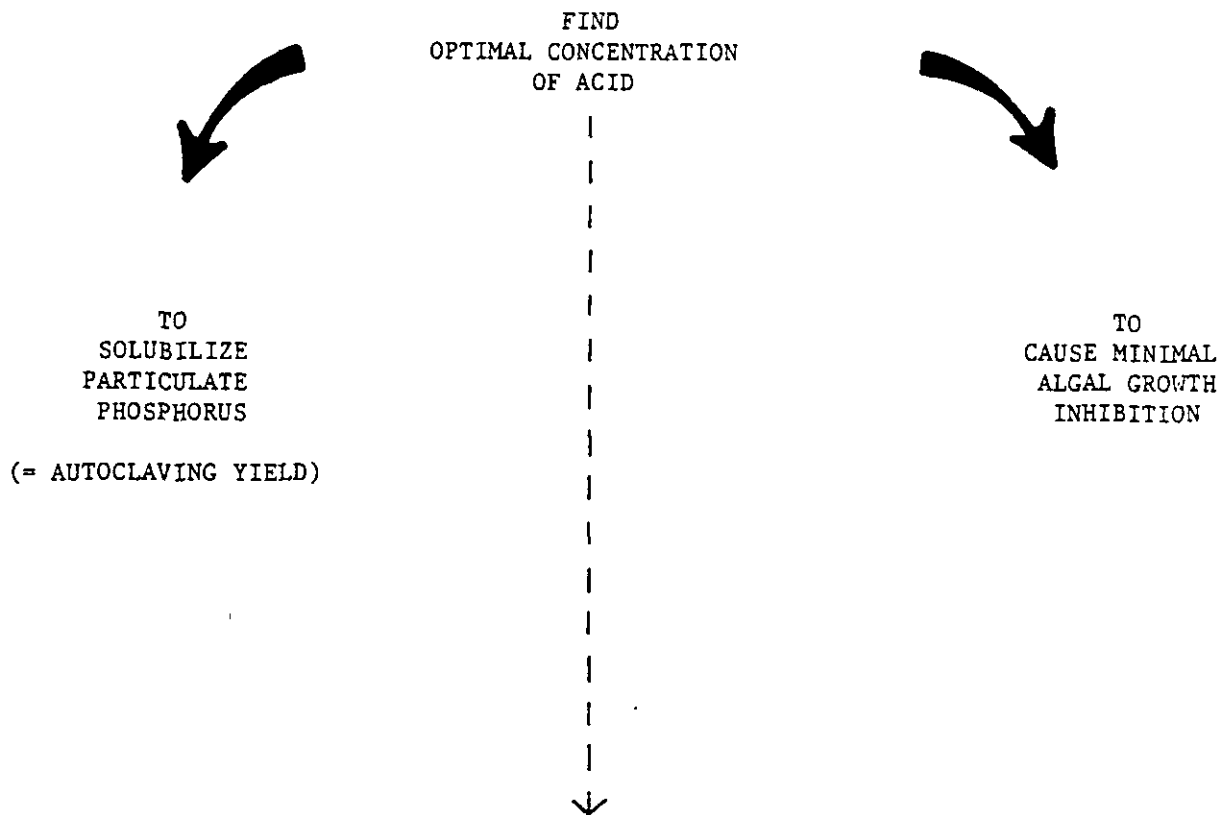 FIND
OPTIMAL CONCENTRATION
OF ACID
TO
SOLUBILIZE
PARTICULATE
PHOSPHORUS
(= AUTOCLAVING YIELD)
TO
CAUSE MINIMAL
ALGAL GROWTH
INHIBITION